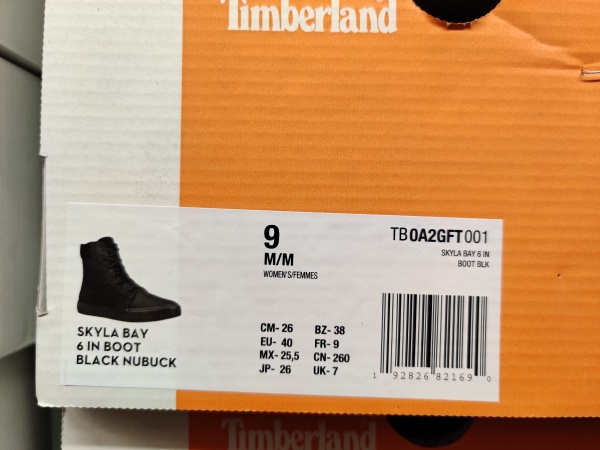 Timberland
9
M/M
WOMEN'S/FEMMES
TB0A2GFT001
SKYLA BAY 6 IN
BOOT BLK
SKYLA BAY
6 IN BOOT
BLACK NUBUCK
CM- 26 BZ- 38
EU- 40 FR- 9
MX- 25,5 CN- 260
JP- 26 UK- 7
1 92826 82169 0
Timberland